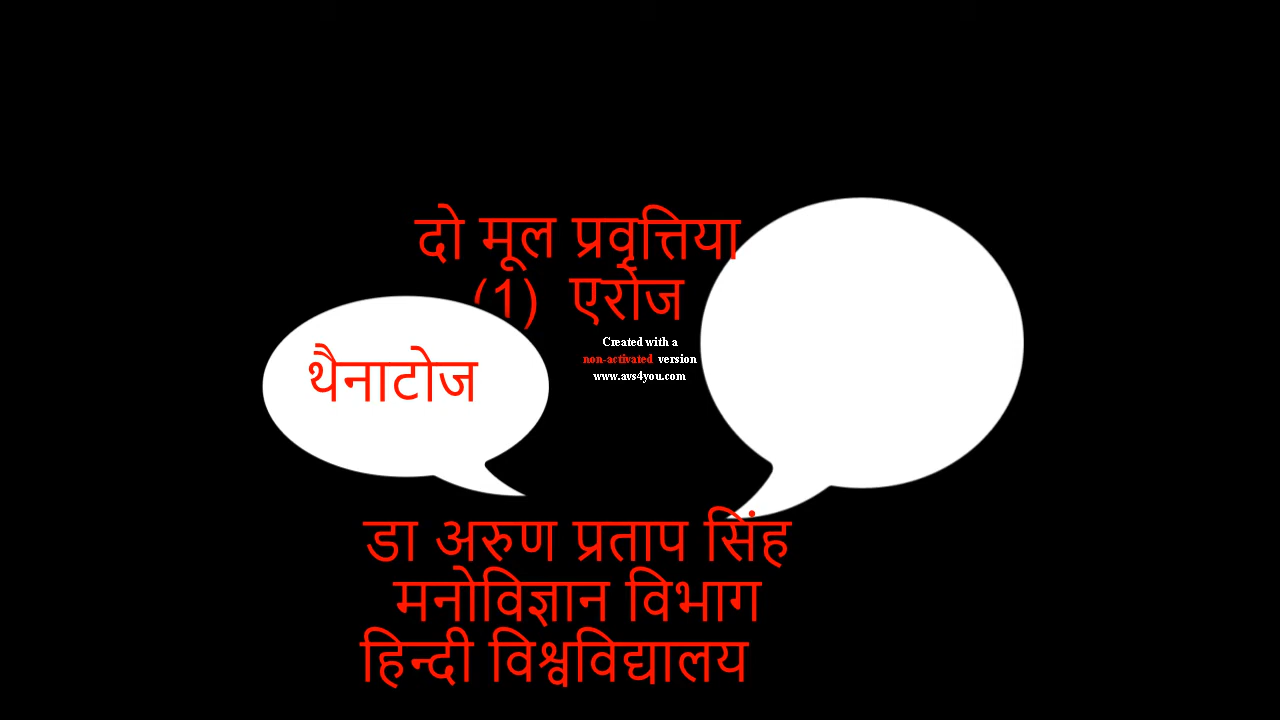 दो मूल प्रवृत्तिया
(1) एरोज
थैनाटोज
Created with a
non-activated version
www.avs4you.com
डा अरुण प्रताप सिंह
मनोविज्ञान विभाग
हिन्दी विश्वविद्यालय